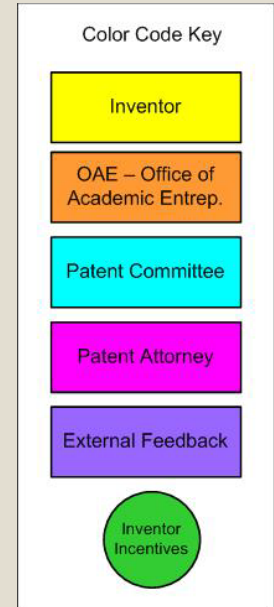 Color Code Key
Inventor
OAE – Office of
Academic Entrep.
Patent Committee
Patent Attorney
External Feedback
Inventor
Incentives